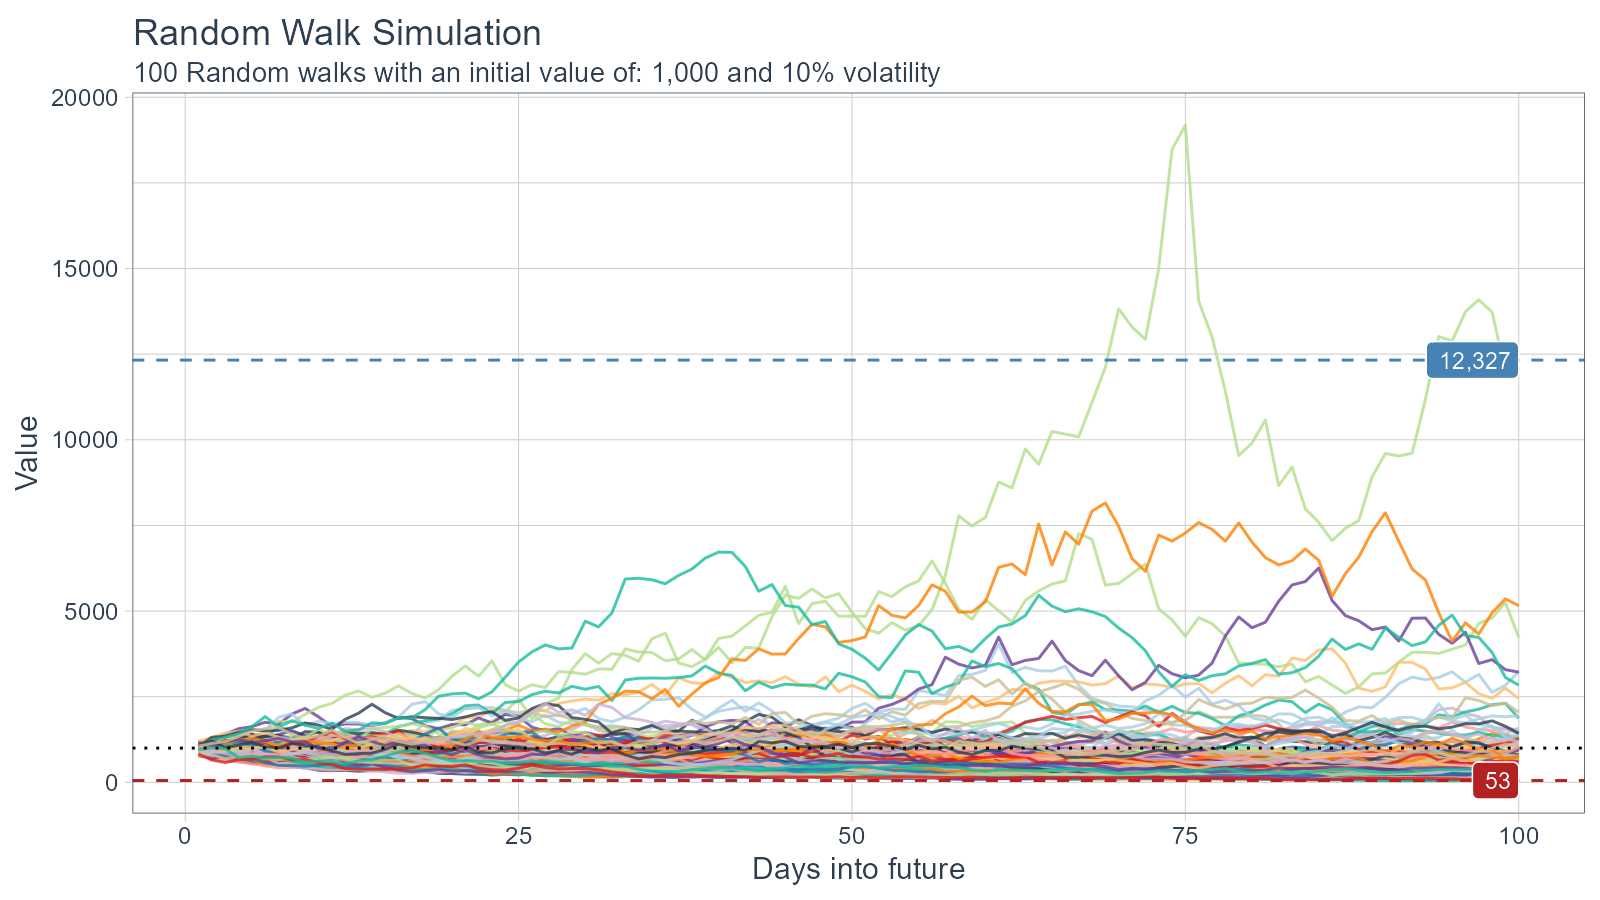 Random Walk Simulation
100 Random walks with an initial value of: 1,000 and 10% volatility
20000
15000
12,327
10000
5000
0
53
0 25 50 75 100
Days into future
Value